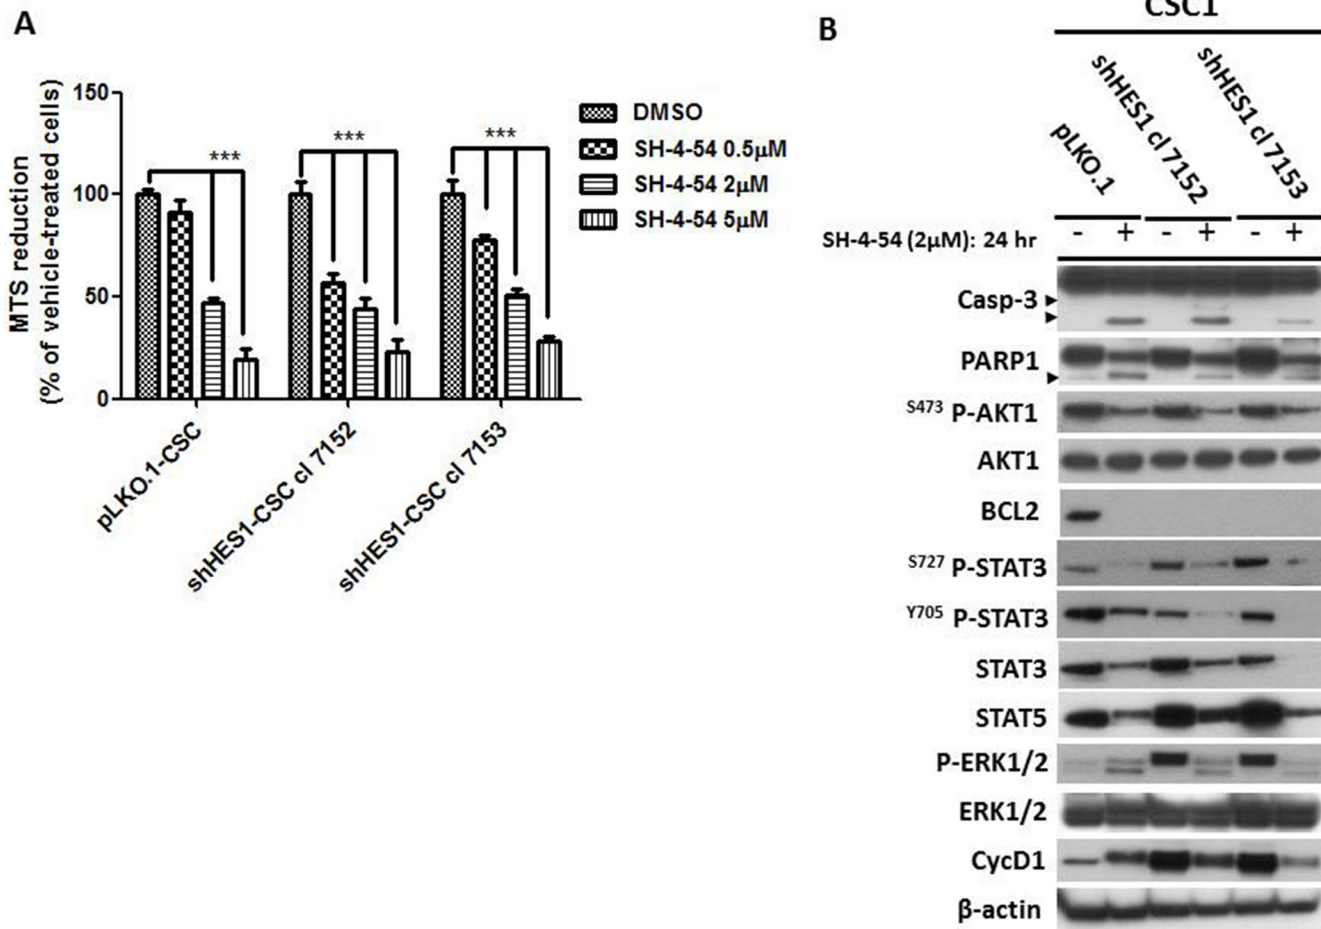 A
MTS reduction
(% of vehicle-treated cells)
150
100
50
0
***
***
***
DMSO
SH-4-54 0.5µM
SH-4-54 2µM
SH-4-54 5µM
pLKO.1-CSC
shHES1-CSC cl 7152
shHES1-CSC cl 7153
B
CSC1
pLKO.1
shHES1 cl 7152
shHES1 cl 7153
SH-4-54 (2µM): 24 hr - + - + - +
Casp-3
PARP1
S473 P-AKT1
AKT1
BCL2
S727 P-STAT3
Y705 P-STAT3
STAT3
STAT5
P-ERK1/2
ERK1/2
CycD1
β-actin